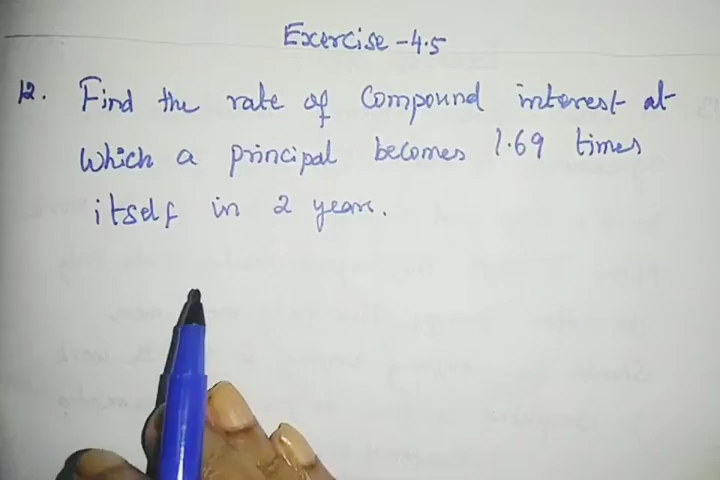 Exercise - 4.5
12. Find the rate of compound interest at
which a principal becomes 1.69 times
itself in 2 years.